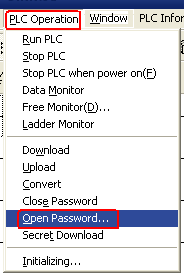 PLC Operation Window PLC Infor
Run PLC
Stop PLC
Stop PLC when power on(F)
Data Monitor
Free Monitor(D)...
Ladder Monitor
Download
Upload
Convert
Close Password
Open Password...
Secret Download
Initializing...